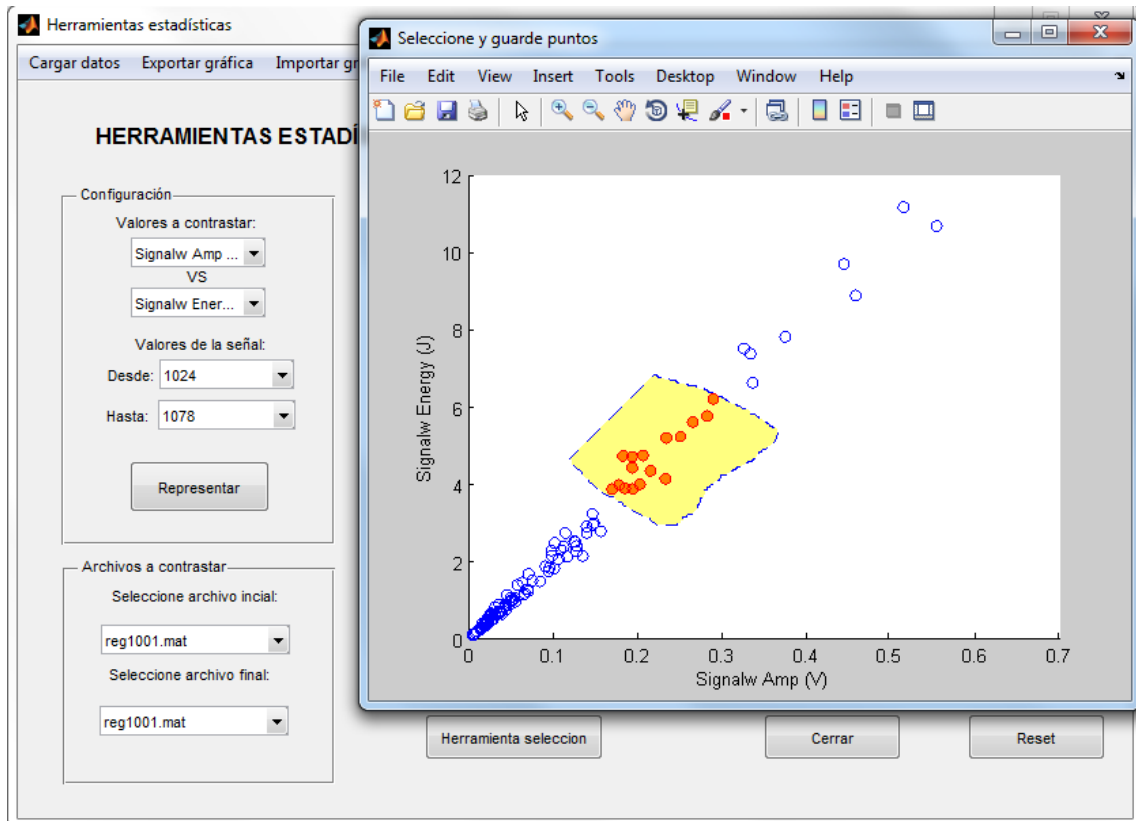 Herramientas estadísticas
Cargar datos Exportar gráfica Importar gr
HERRAMIENTAS ESTADÍ
Configuración
Valores a contrastar:
Signalw Amp ...
VS
Signalw Ener...
Valores de la señal:
Desde: 1024
Hasta: 1078
Representar
Archivos a contrastar
Seleccione archivo incial:
reg1001.mat
Seleccione archivo final:
reg1001.mat
Seleccione y guarde puntos
File Edit View Insert Tools Desktop Window Help
12
10
8
6
4
2
0
Signalw Energy (J)
0 0.1 0.2 0.3 0.4 0.5 0.6 0.7
Signalw Amp (V)
Herramienta seleccion Cerrar Reset